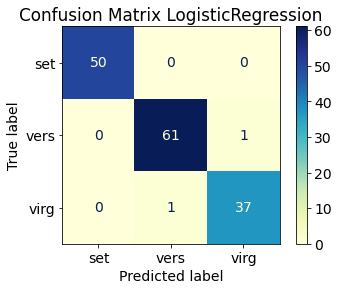 Confusion Matrix LogisticRegression
set 50 0 0 60
50
vers 0 61 1 40
30
virg 0 1 37 20
10
0
set vers virg
True label
Predicted label